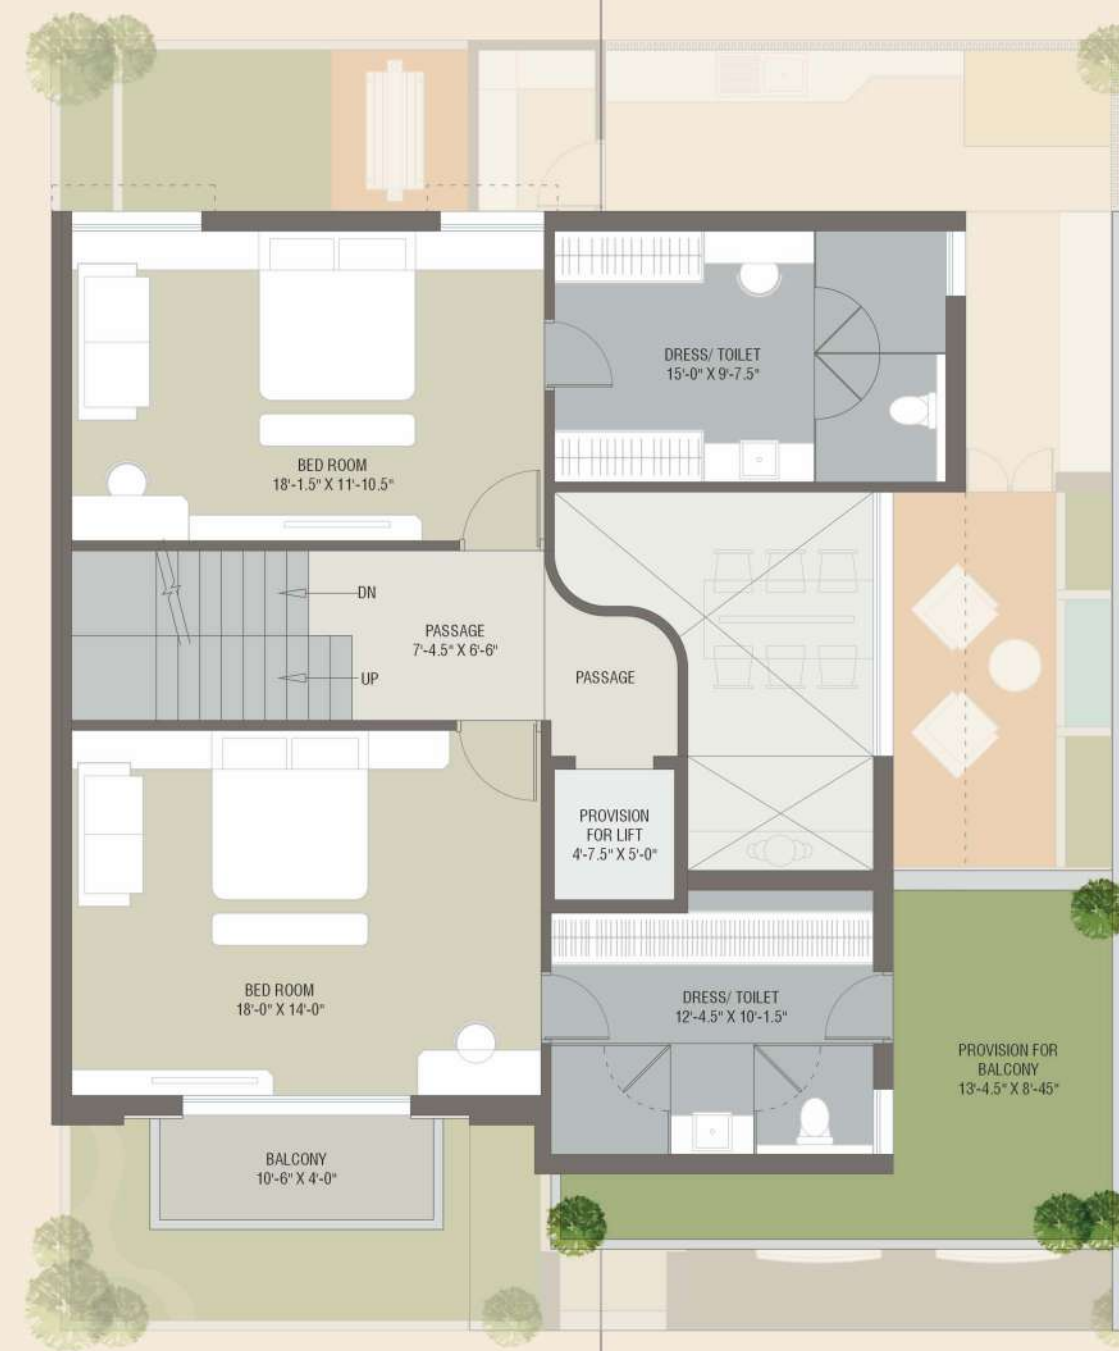 DRESS/ TOILET
15'-0" X 9'-7.5"
BED ROOM
18'-1.5" X 11'-10.5"
DN
PASSAGE
7'-4.5" X 6'-6"
UP
PASSAGE
PROVISION
FOR LIFT
4'-7.5" X 5'-0"
BED ROOM
18'-0" X 14'-0"
DRESS/ TOILET
12'-4.5" X 10'-1.5"
PROVISION FOR
BALCONY
13'-4.5" X 8'-45"
BALCONY
10'-6" X 4'-0"